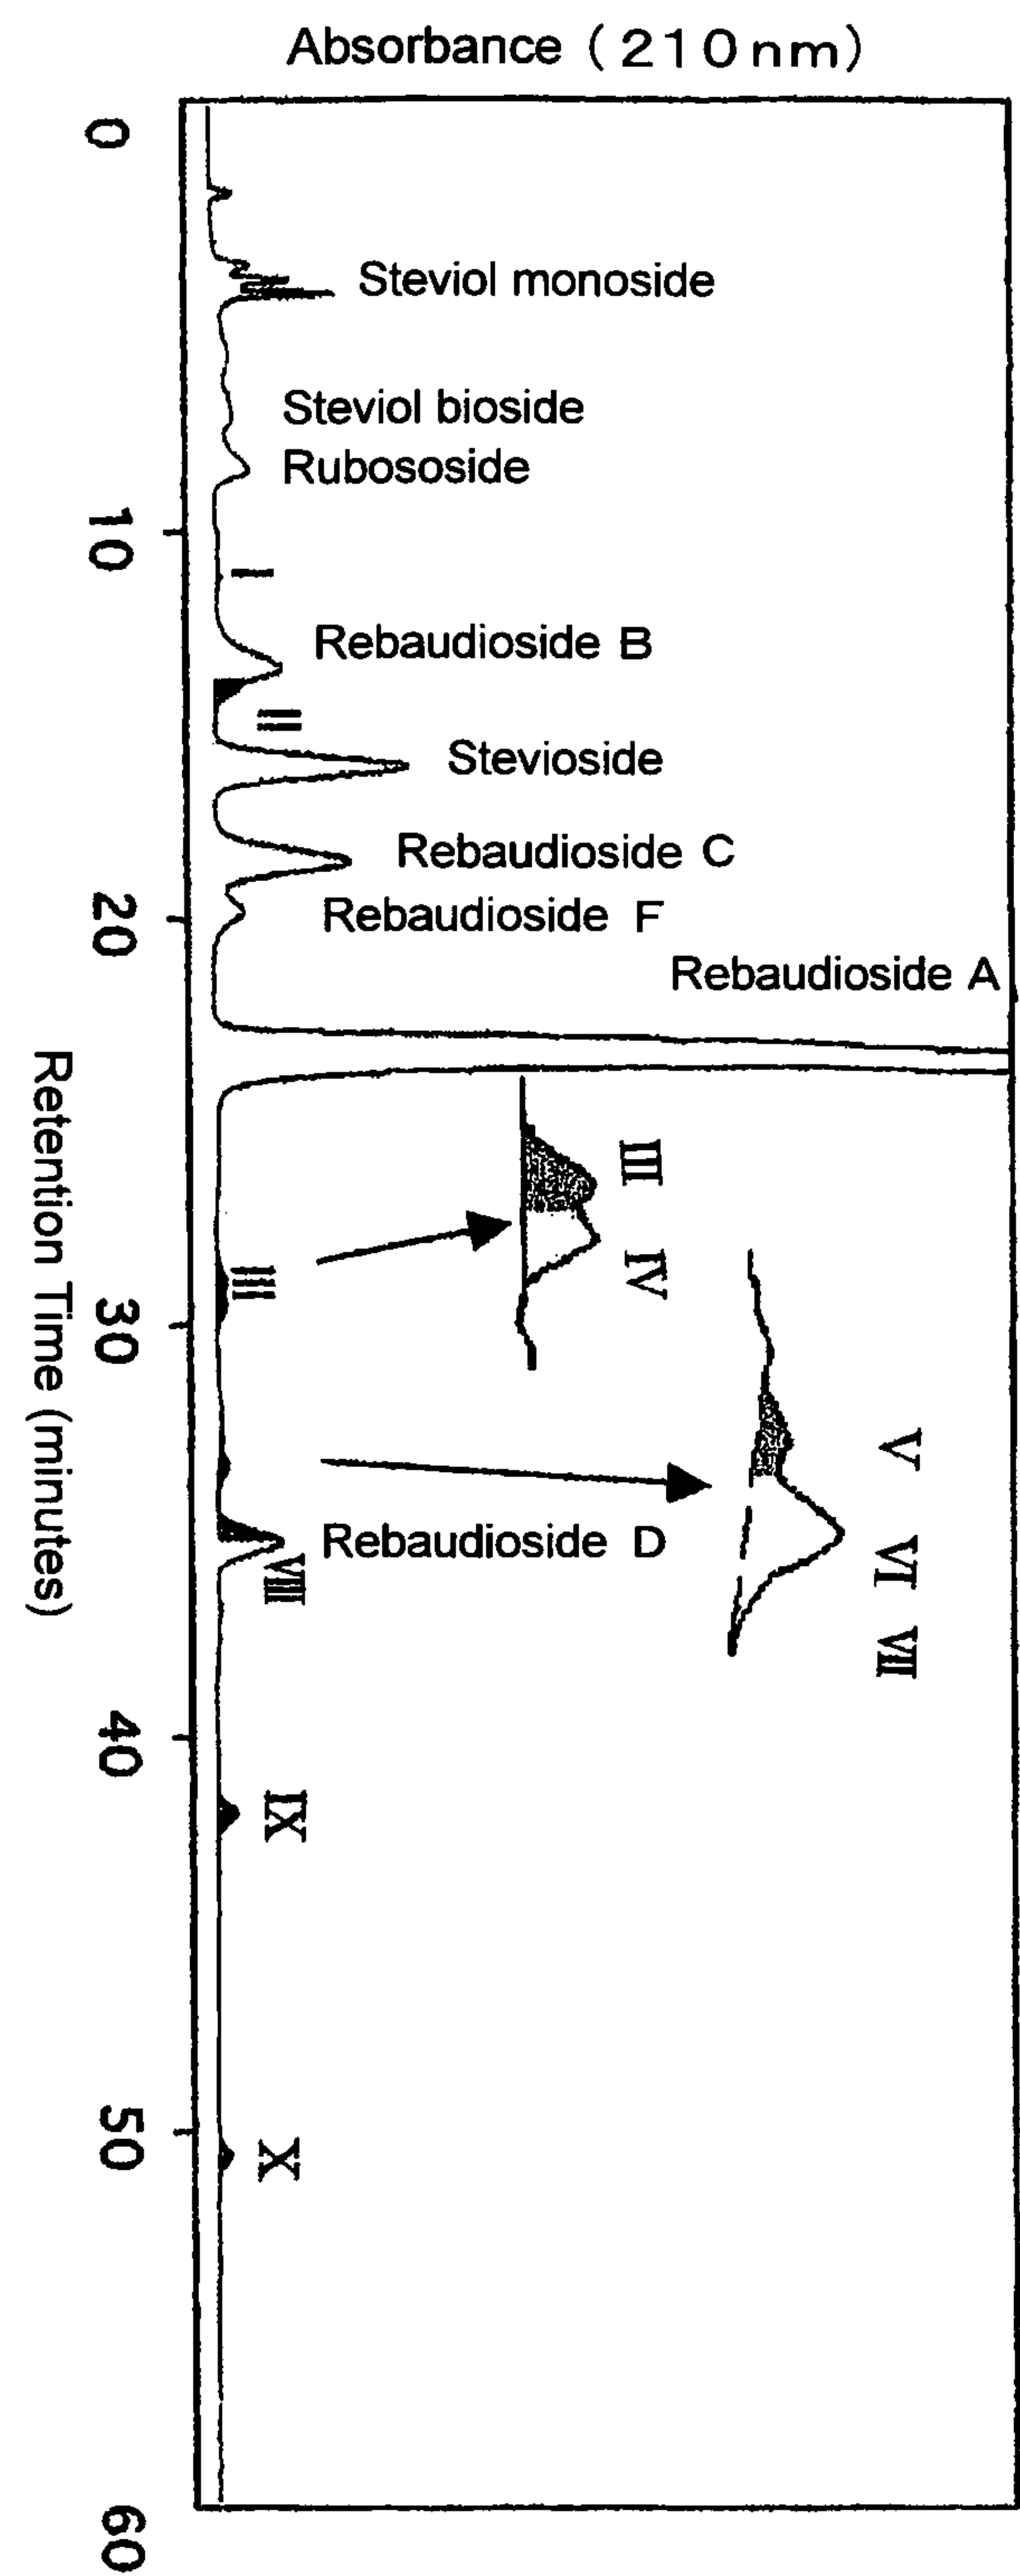 Absorbance (210nm)
0
Steviol monoside
Steviol bioside
Rubososide
10
I
Rebaudioside B
II
Stevioside
Rebaudioside C
20
Rebaudioside F
Rebaudioside A
III
IV
III
30
V
Rebaudioside D
VI
VIII
VII
40
IX
50
X
60
Retention Time (minutes)